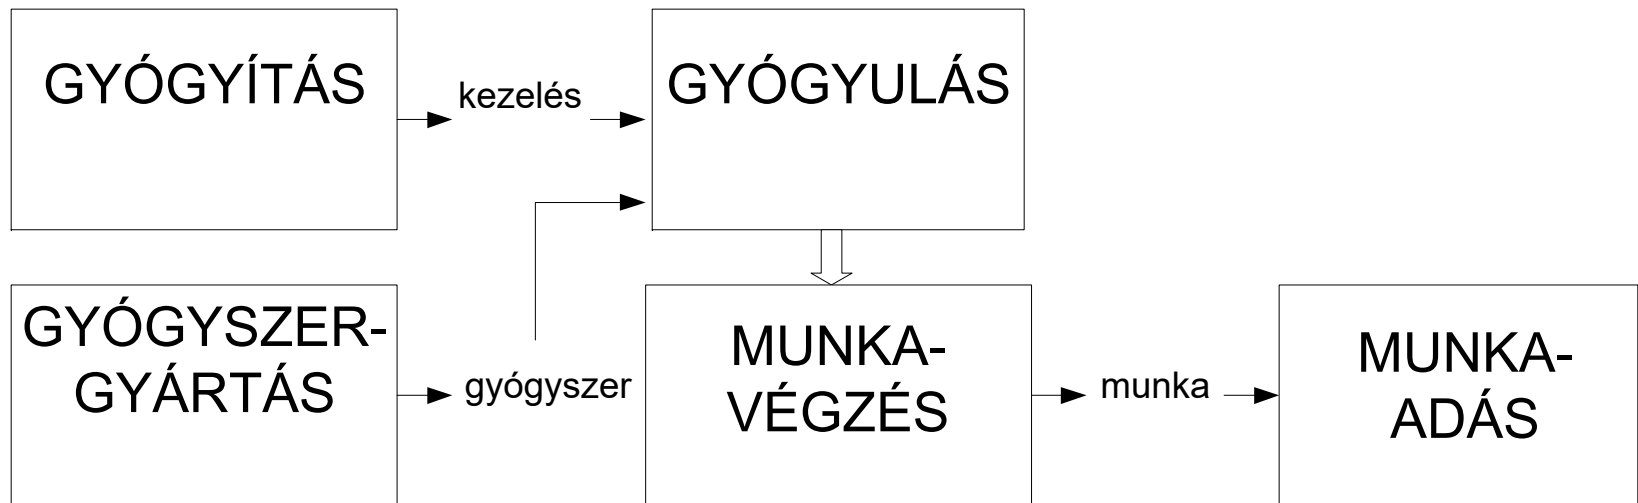 GYÓGYÍTÁS
kezelés
GYÓGYULÁS
GYÓGYSZER-
GYÁRTÁS
gyógyszer
MUNKA-
VÉGZÉS
munka
MUNKA-
ADÁS